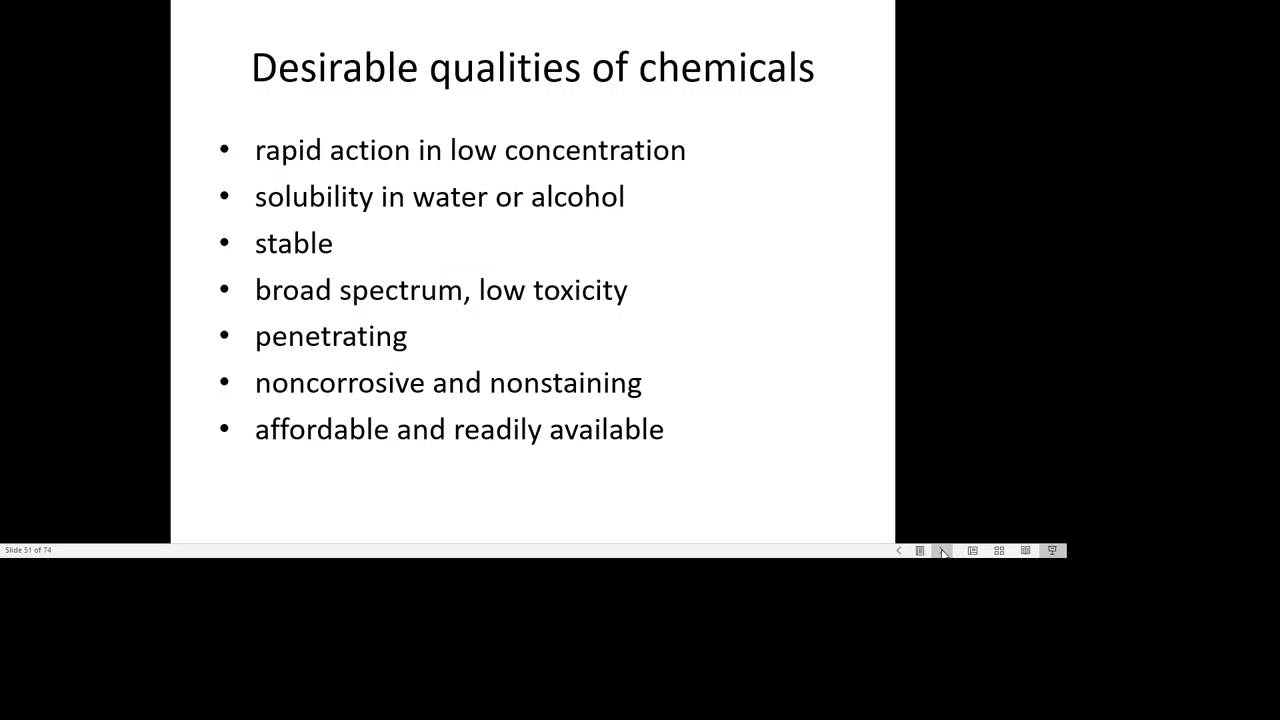 Desirable qualities of chemicals
• rapid action in low concentration
• solubility in water or alcohol
• stable
• broad spectrum, low toxicity
• penetrating
• noncorrosive and nonstaining
• affordable and readily available
Slide 51 of 74